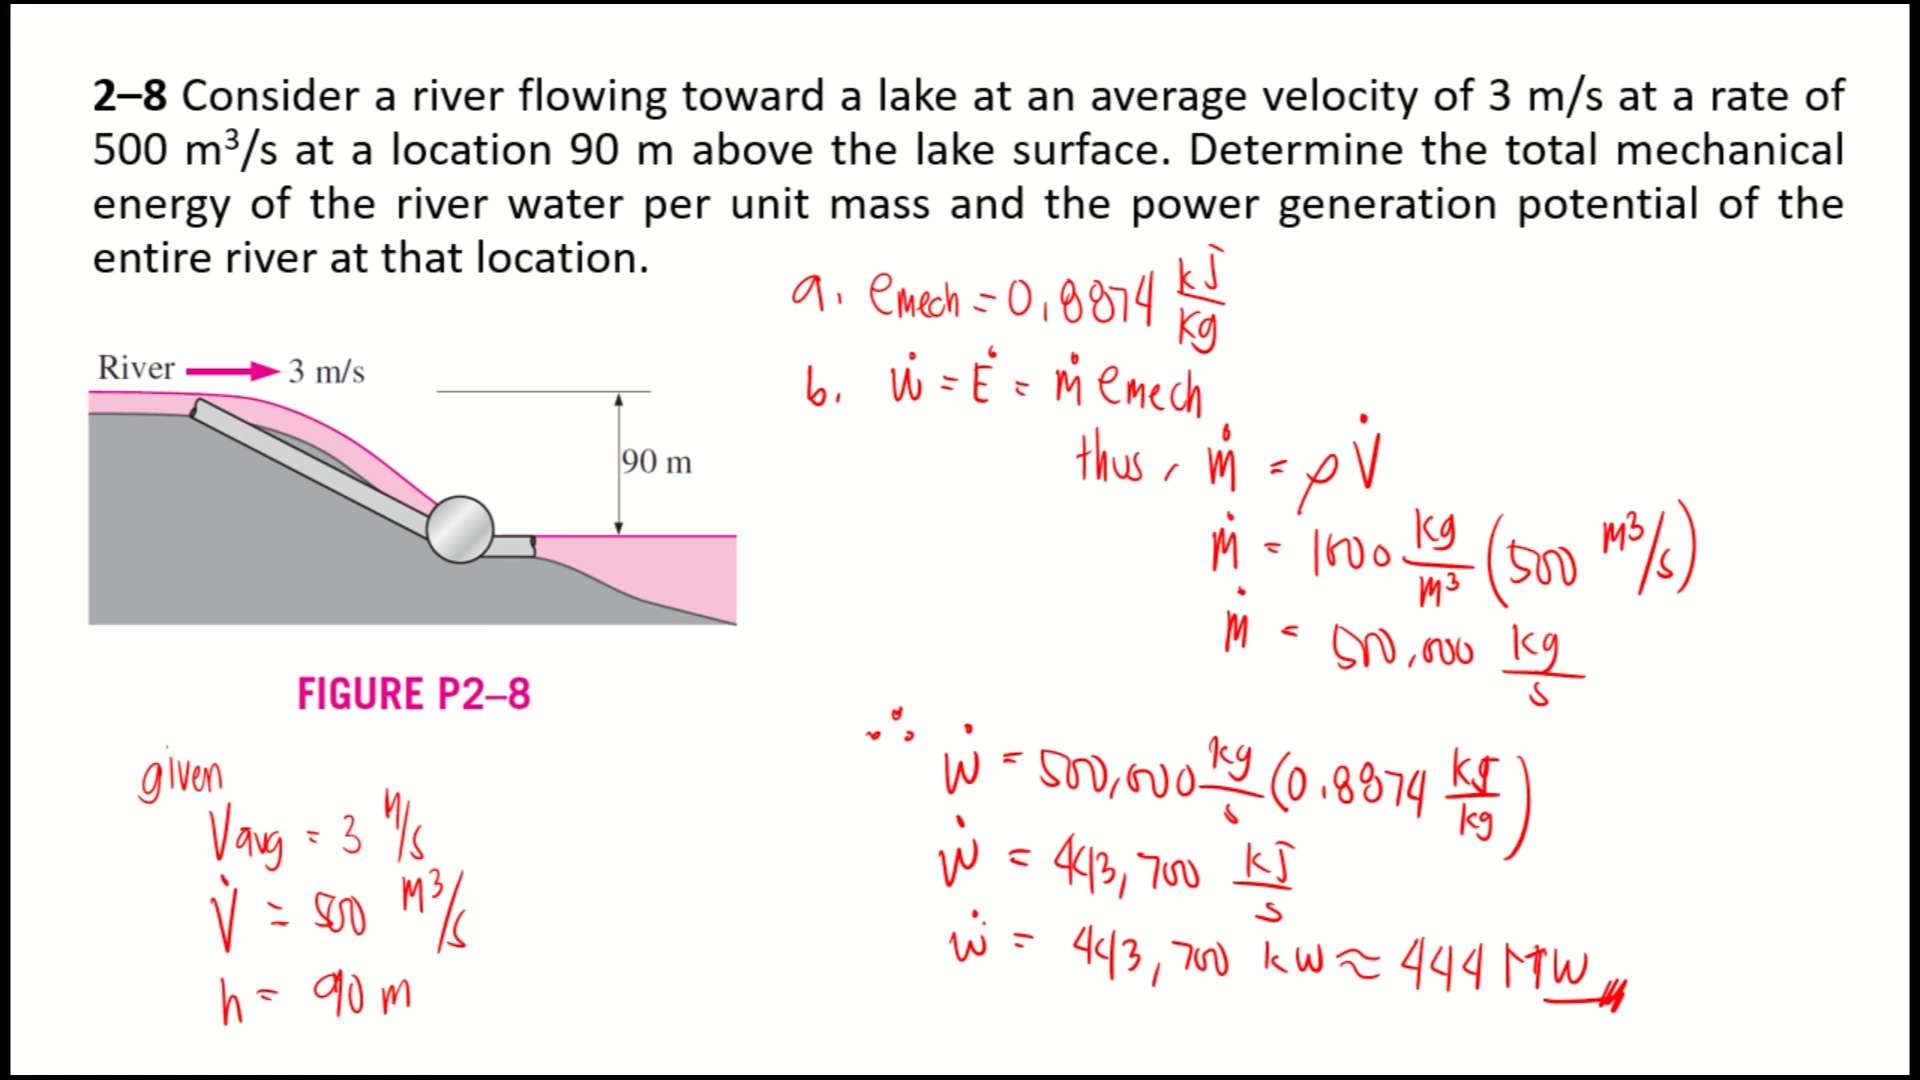 2–8 Consider a river flowing toward a lake at an average velocity of 3 m/s at a rate of
500 m³/s at a location 90 m above the lake surface. Determine the total mechanical
energy of the river water per unit mass and the power generation potential of the
entire river at that location.
River 3 m/s
90 m
FIGURE P2–8
given
Vavg = 3 m/s
V̇ = 500 m³/s
h = 90 m
a. emech = 0.8874 kJ/kg
b. ẇ = Ė = ṁ emech
thus, ṁ = ρV̇
ṁ = 1000 kg/m³ (500 m³/s)
ṁ = 500,000 kg/s
∴ ẇ = 500,000 kg/s (0.8874 kJ/kg)
ẇ = 443,700 kJ/s
ẇ = 443,700 kW ≈ 444 MW